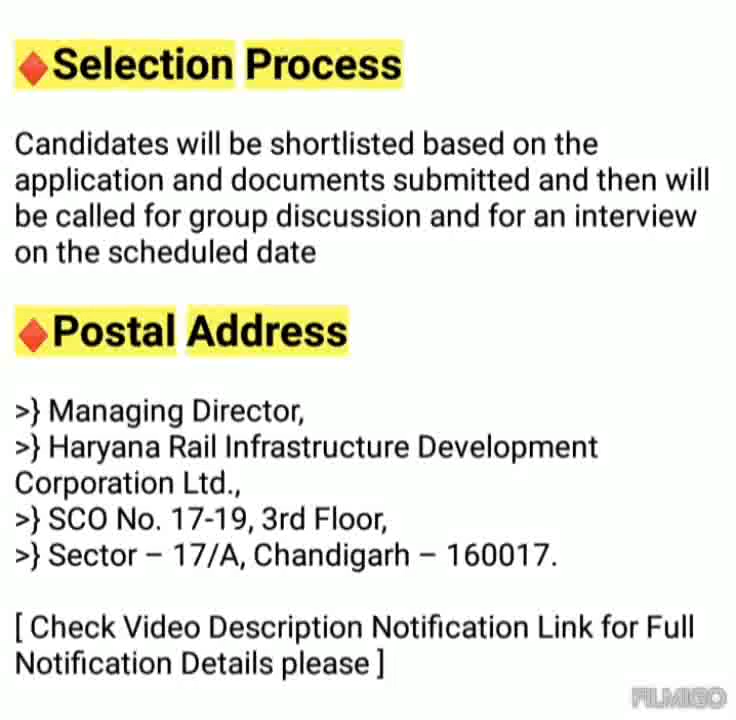 ♦Selection Process
Candidates will be shortlisted based on the
application and documents submitted and then will
be called for group discussion and for an interview
on the scheduled date
♦Postal Address
>} Managing Director,
>} Haryana Rail Infrastructure Development
Corporation Ltd.,
>} SCO No. 17-19, 3rd Floor,
>} Sector – 17/A, Chandigarh – 160017.
[ Check Video Description Notification Link for Full
Notification Details please ]
FILMIGO